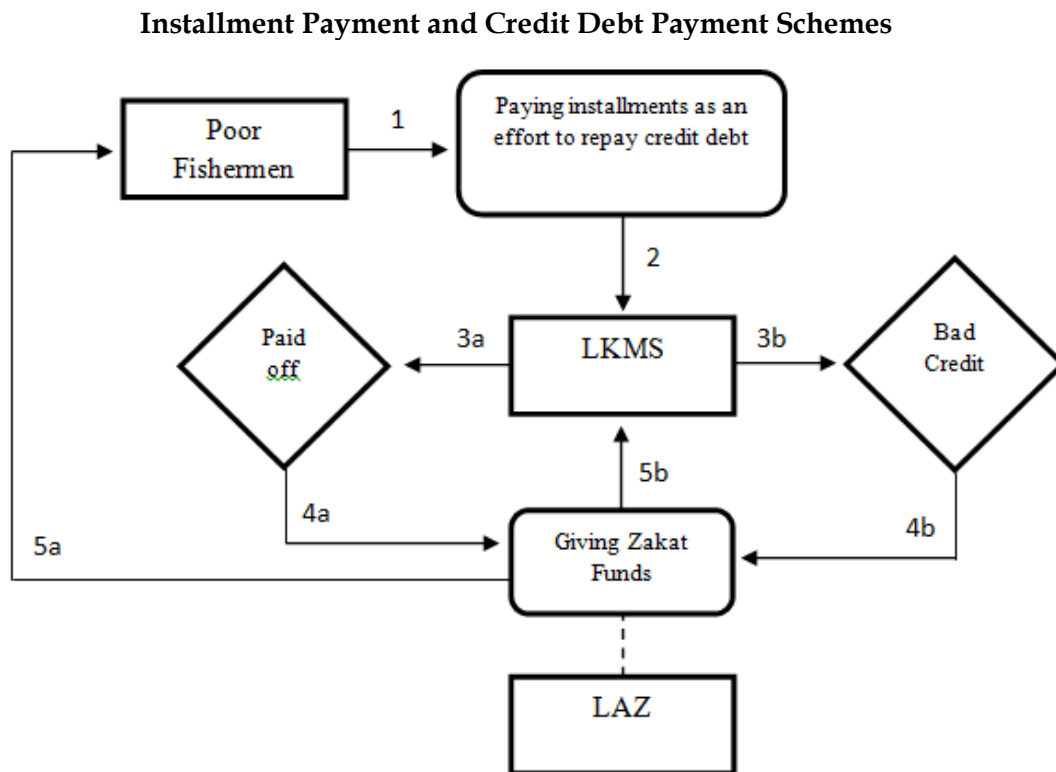 Installment Payment and Credit Debt Payment Schemes
Poor
Fishermen
1
Paying installments as an
effort to repay credit debt
2
Paid
off
3a
LKMS
3b
Bad
Credit
5b
4a
4b
5a
Giving Zakat
Funds
LAZ